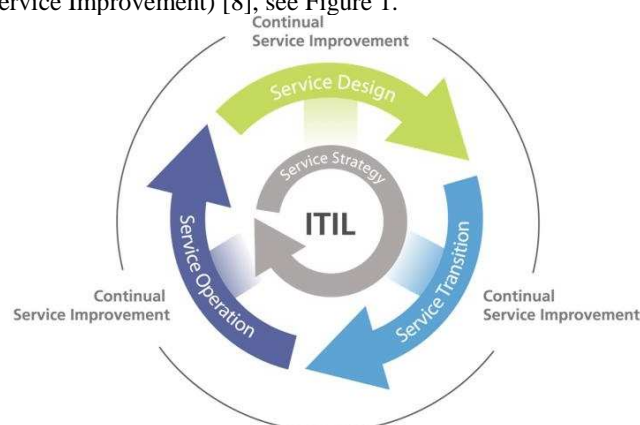 ervice Improvement) [8], see Figure 1.
Continual
Service Improvement
Service Design
Service Strategy
ITIL
Service Operation
Service Transition
Continual
Service Improvement
Continual
Service Improvement